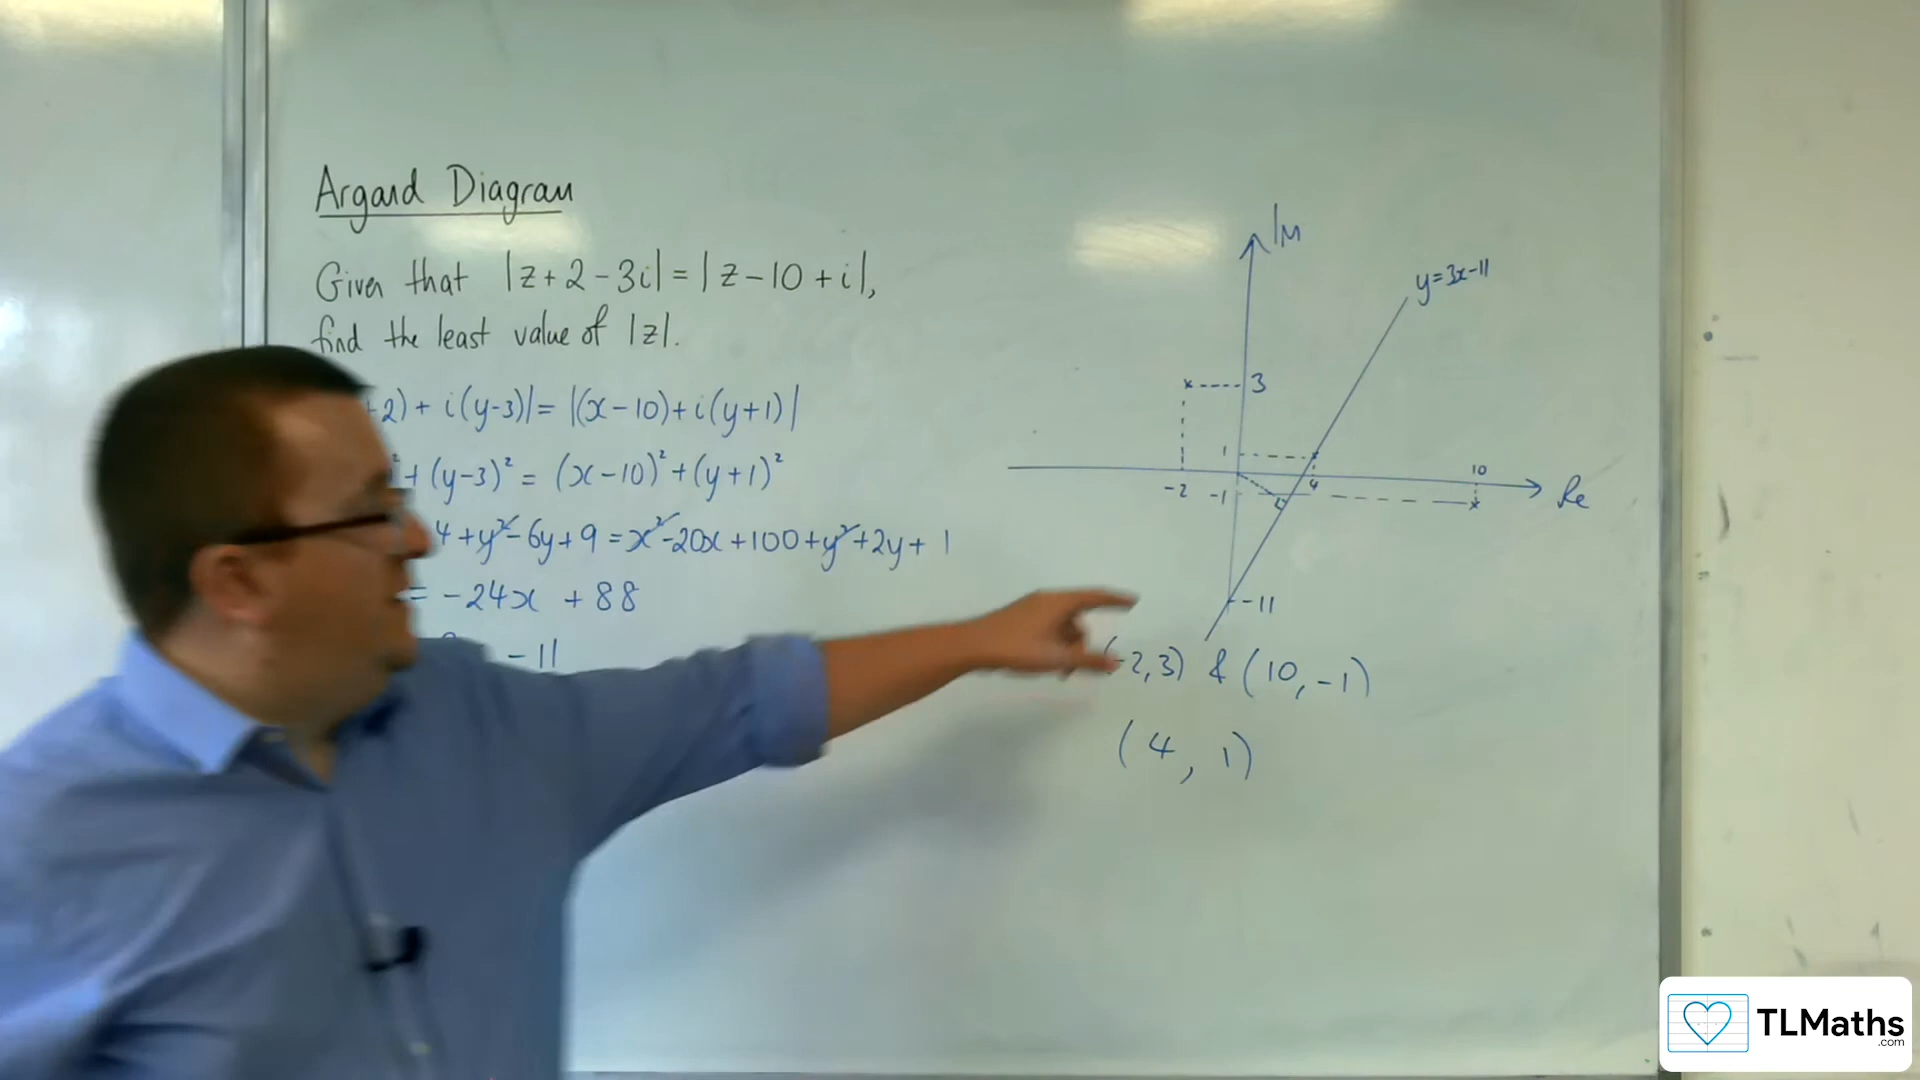 Argand Diagram
Given that |z+2-3i| = |z-10+i|,
find the least value of |z|.
+2) + i(y-3)| = |(x-10)+i(y+1)|
² + (y-3)² = (x-10)² + (y+1)²
4 + y² - 6y + 9 = x² - 20x + 100 + y² + 2y + 1
= -24x + 88
- 11
Im
y=3x-11
3
1
10
-2
-1
4
Re
-11
(-2,3) & (10,-1)
(4, 1)
TLMaths
.com